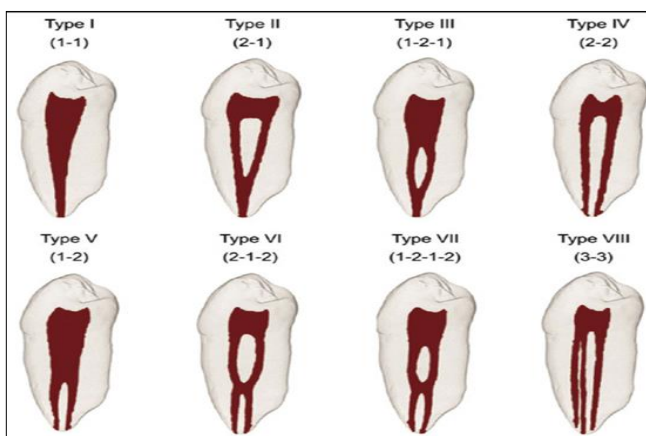 Type I
(1-1)
Type II
(2-1)
Type III
(1-2-1)
Type IV
(2-2)
Type V
(1-2)
Type VI
(2-1-2)
Type VII
(1-2-1-2)
Type VIII
(3-3)